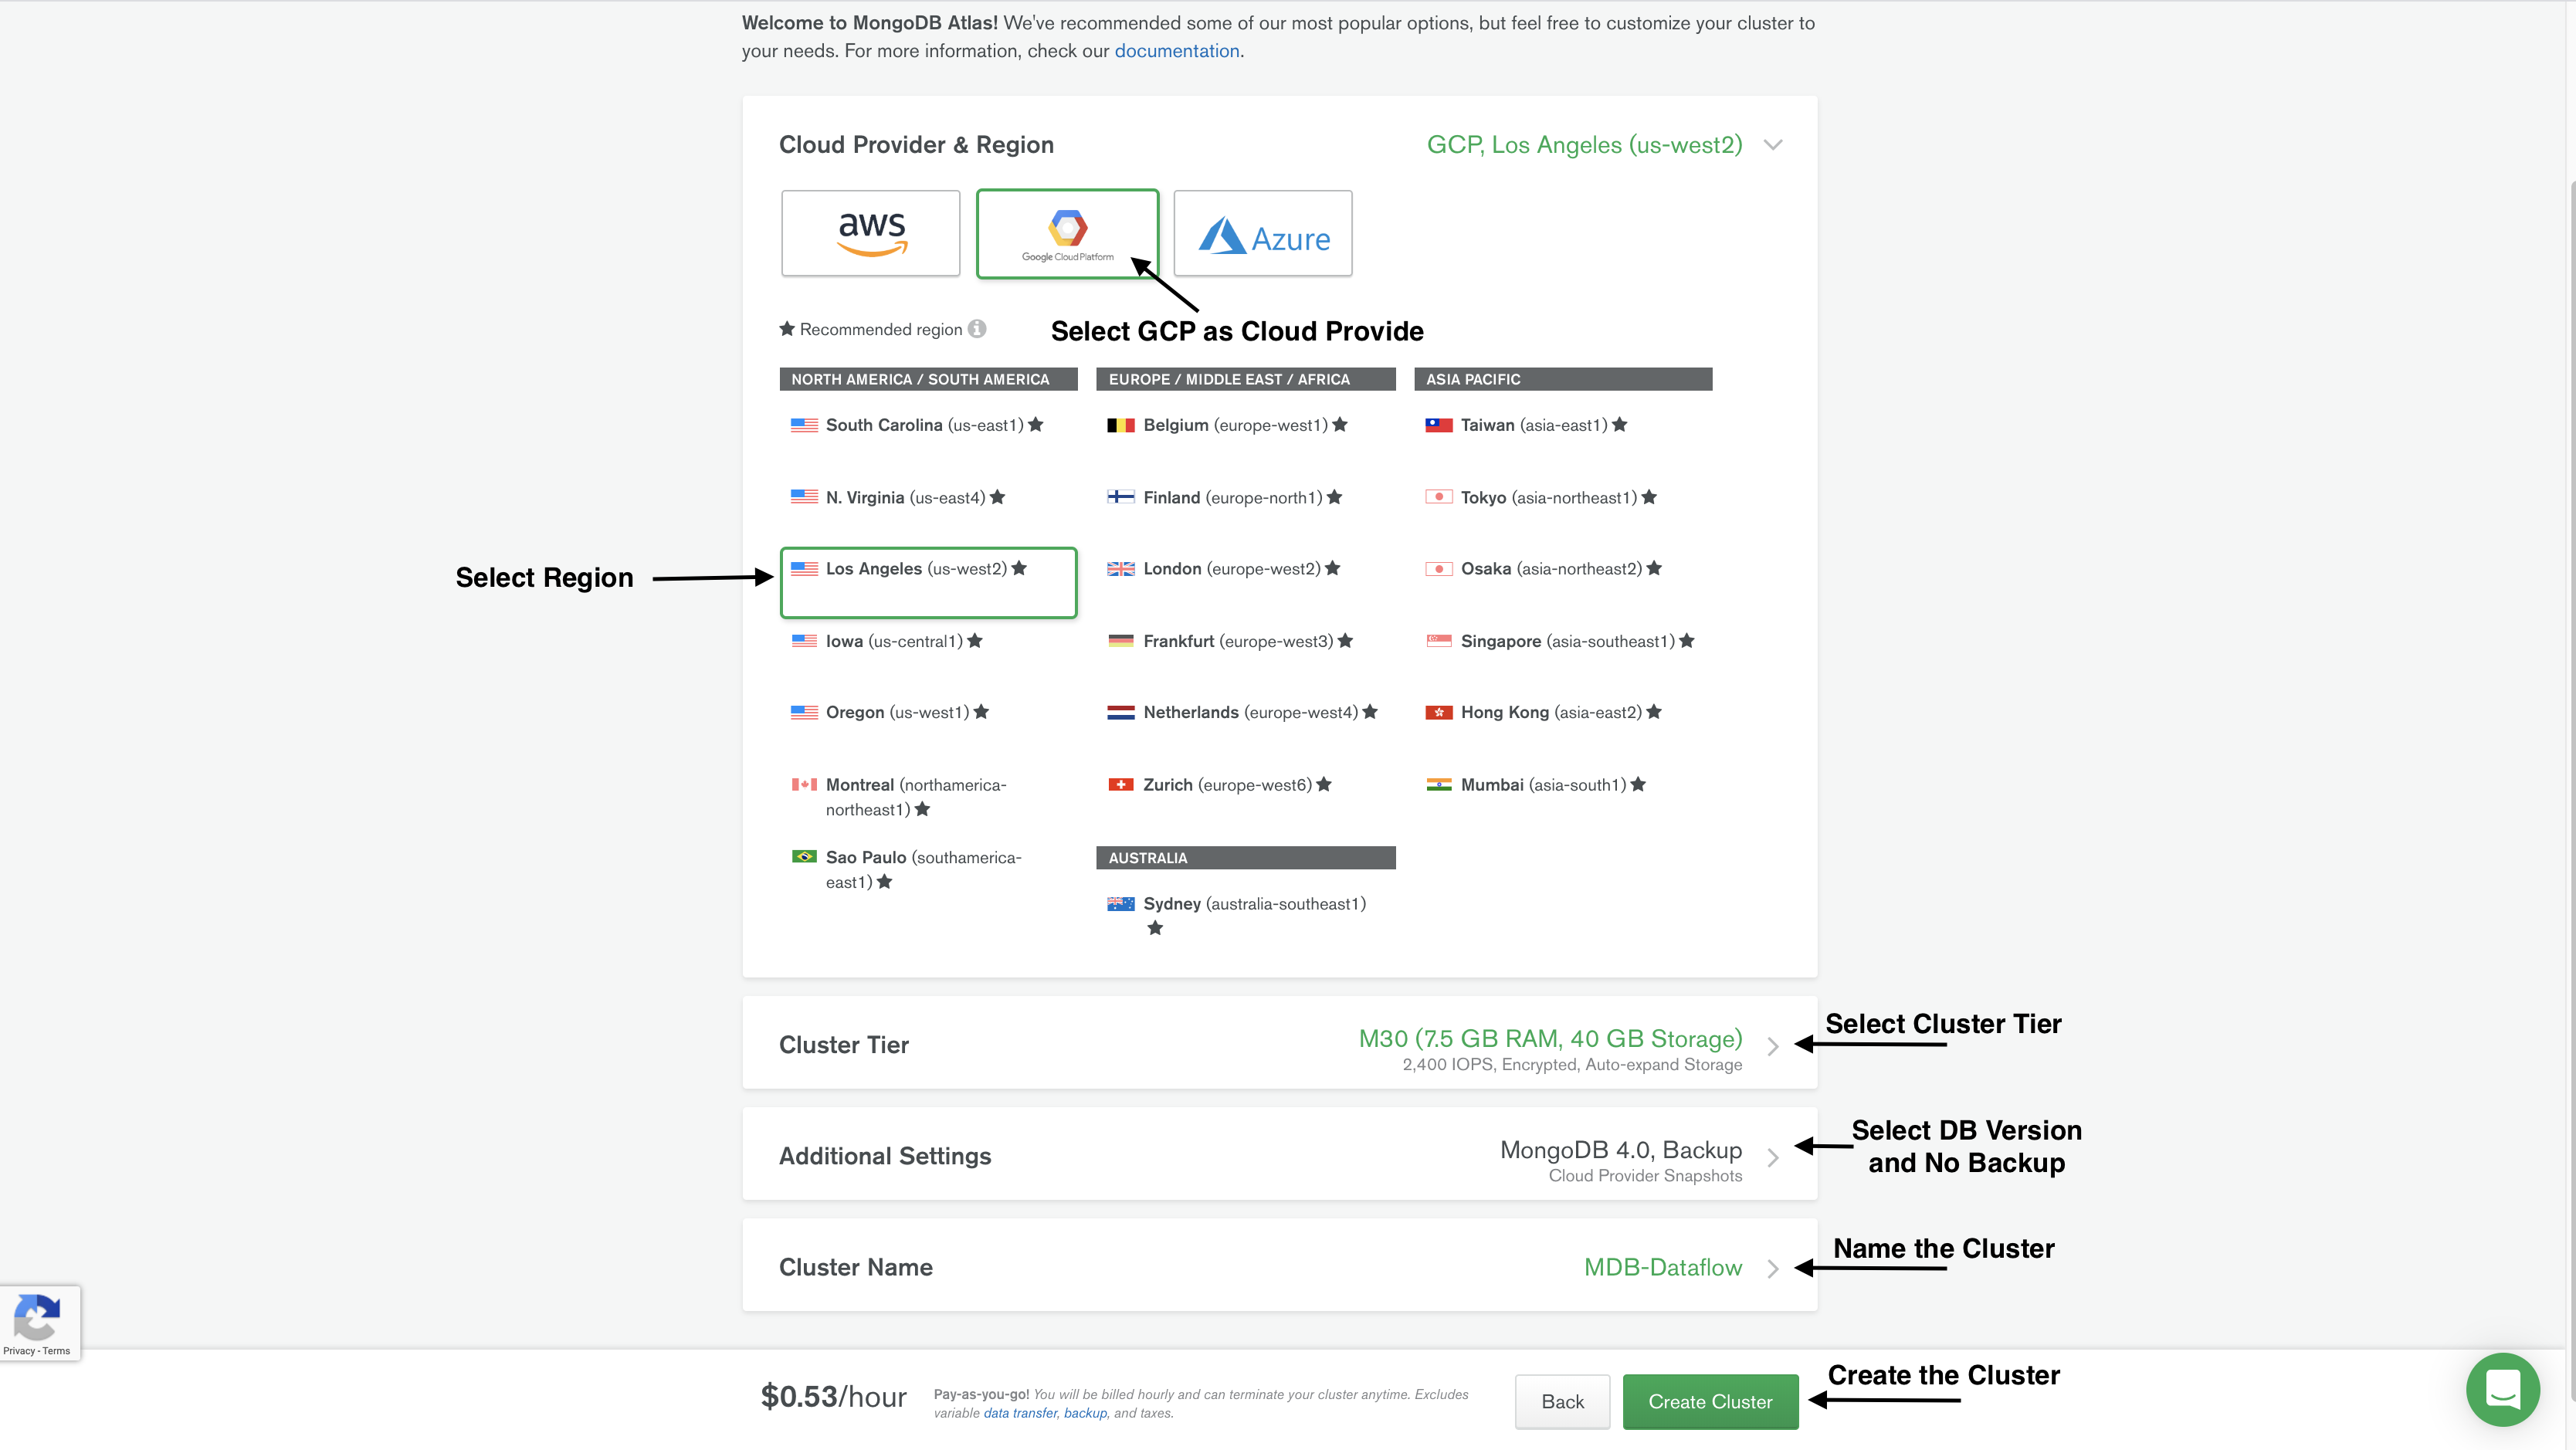 Welcome to MongoDB Atlas! We've recommended some of our most popular options, but feel free to customize your cluster to
your needs. For more information, check our documentation.
Cloud Provider & Region
GCP, Los Angeles (us-west2)
aws
Google Cloud Platform
Azure
Select GCP as Cloud Provide
Recommended region
NORTH AMERICA / SOUTH AMERICA
South Carolina (us-east1)
N. Virginia (us-east4)
Select Region
Los Angeles (us-west2)
Iowa (us-central1)
Oregon (us-west1)
Montreal (northamerica-
northeast1)
Sao Paulo (southamerica-
east1)
EUROPE / MIDDLE EAST / AFRICA
Belgium (europe-west1)
Finland (europe-north1)
London (europe-west2)
Frankfurt (europe-west3)
Netherlands (europe-west4)
Zurich (europe-west6)
AUSTRALIA
Sydney (australia-southeast1)
ASIA PACIFIC
Taiwan (asia-east1)
Tokyo (asia-northeast1)
Osaka (asia-northeast2)
Singapore (asia-southeast1)
Hong Kong (asia-east2)
Mumbai (asia-south1)
Cluster Tier
M30 (7.5 GB RAM, 40 GB Storage)
2,400 IOPS, Encrypted, Auto-expand Storage
Select Cluster Tier
Additional Settings
MongoDB 4.0, Backup
Cloud Provider Snapshots
Select DB Version
and No Backup
Cluster Name
MDB-Dataflow
Name the Cluster
Privacy - Terms
$0.53/hour
Pay-as-you-go! You will be billed hourly and can terminate your cluster anytime. Excludes
variable data transfer, backup, and taxes.
Back
Create Cluster
Create the Cluster